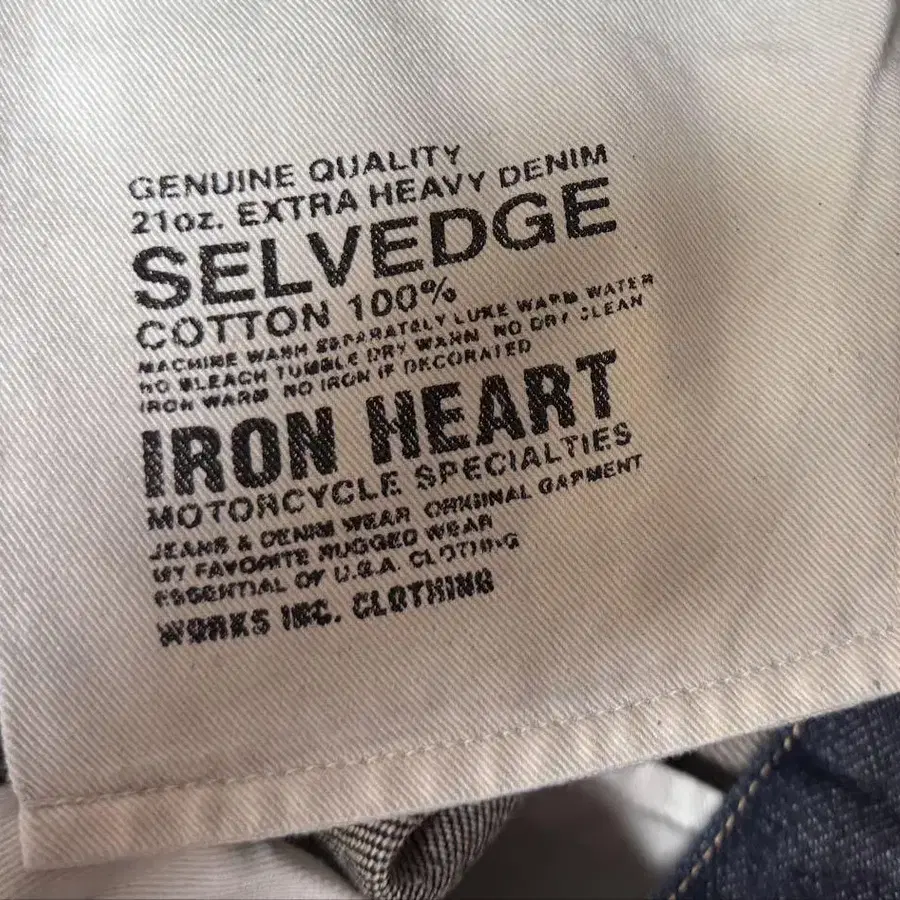 GENUINE QUALITY
21oz. EXTRA HEAVY DENIM
SELVEDGE
COTTON 100%
MACHINE WASH SEPARATELY LUKE WARM WATER
NO BLEACH TUMBLE DRY WARM NO DRY CLEAN
IRON WARM NO IRON IF DECORATED
IRON HEART
MOTORCYCLE SPECIALTIES
JEANS & DENIM WEAR ORIGINAL GARMENT
MY FAVORITE RUGGED WEAR
ESSENTIAL OF U.S.A. CLOTHING
WORKS INC. CLOTHING